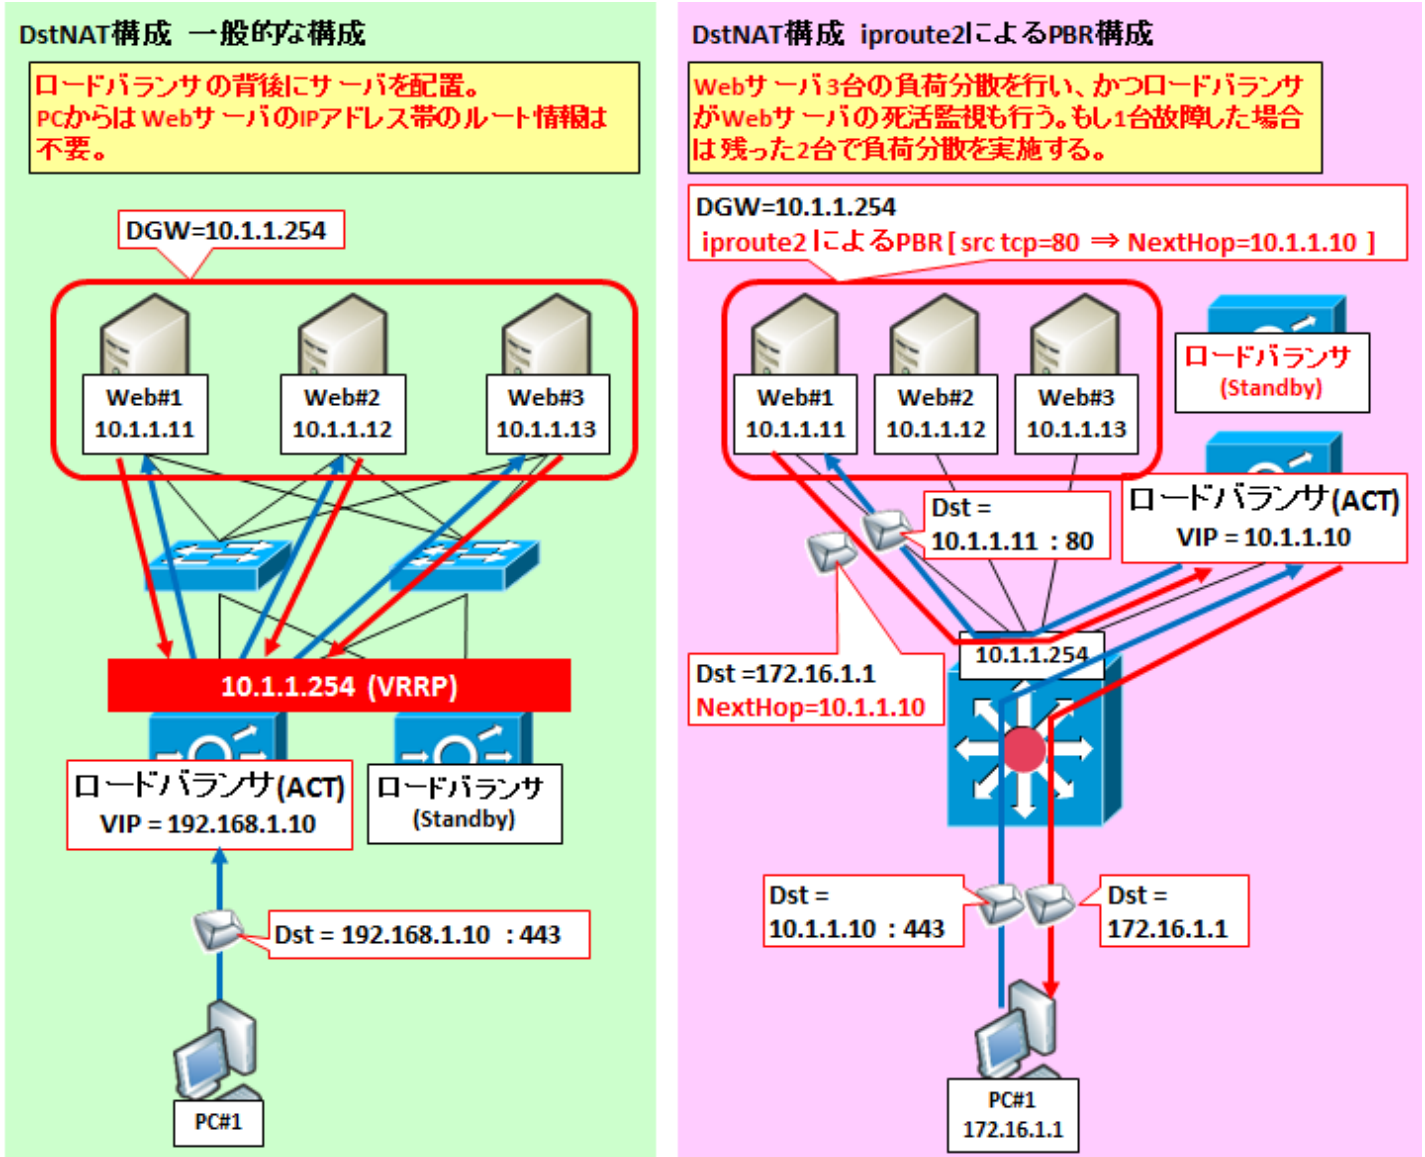 DstNAT構成 一般的な構成
ロードバランサの背後にサーバを配置。
PCからは WebサーバのIPアドレス帯のルート情報は
不要。
DGW=10.1.1.254
Web#1
10.1.1.11
Web#2
10.1.1.12
Web#3
10.1.1.13
10.1.1.254 (VRRP)
ロードバランサ(ACT)
VIP = 192.168.1.10
ロードバランサ
(Standby)
Dst = 192.168.1.10 : 443
PC#1
DstNAT構成 iproute2によるPBR構成
Webサーバ3台の負荷分散を行い、かつロードバランサ
がWebサーバの死活監視も行う。もし1台故障した場合
は残った2台で負荷分散を実施する。
DGW=10.1.1.254
iproute2 によるPBR [ src tcp=80 ⇒ NextHop=10.1.1.10 ]
Web#1
10.1.1.11
Web#2
10.1.1.12
Web#3
10.1.1.13
ロードバランサ
(Standby)
ロードバランサ(ACT)
VIP = 10.1.1.10
Dst =
10.1.1.11 : 80
10.1.1.254
Dst =172.16.1.1
NextHop=10.1.1.10
Dst =
10.1.1.10 : 443
Dst =
172.16.1.1
PC#1
172.16.1.1